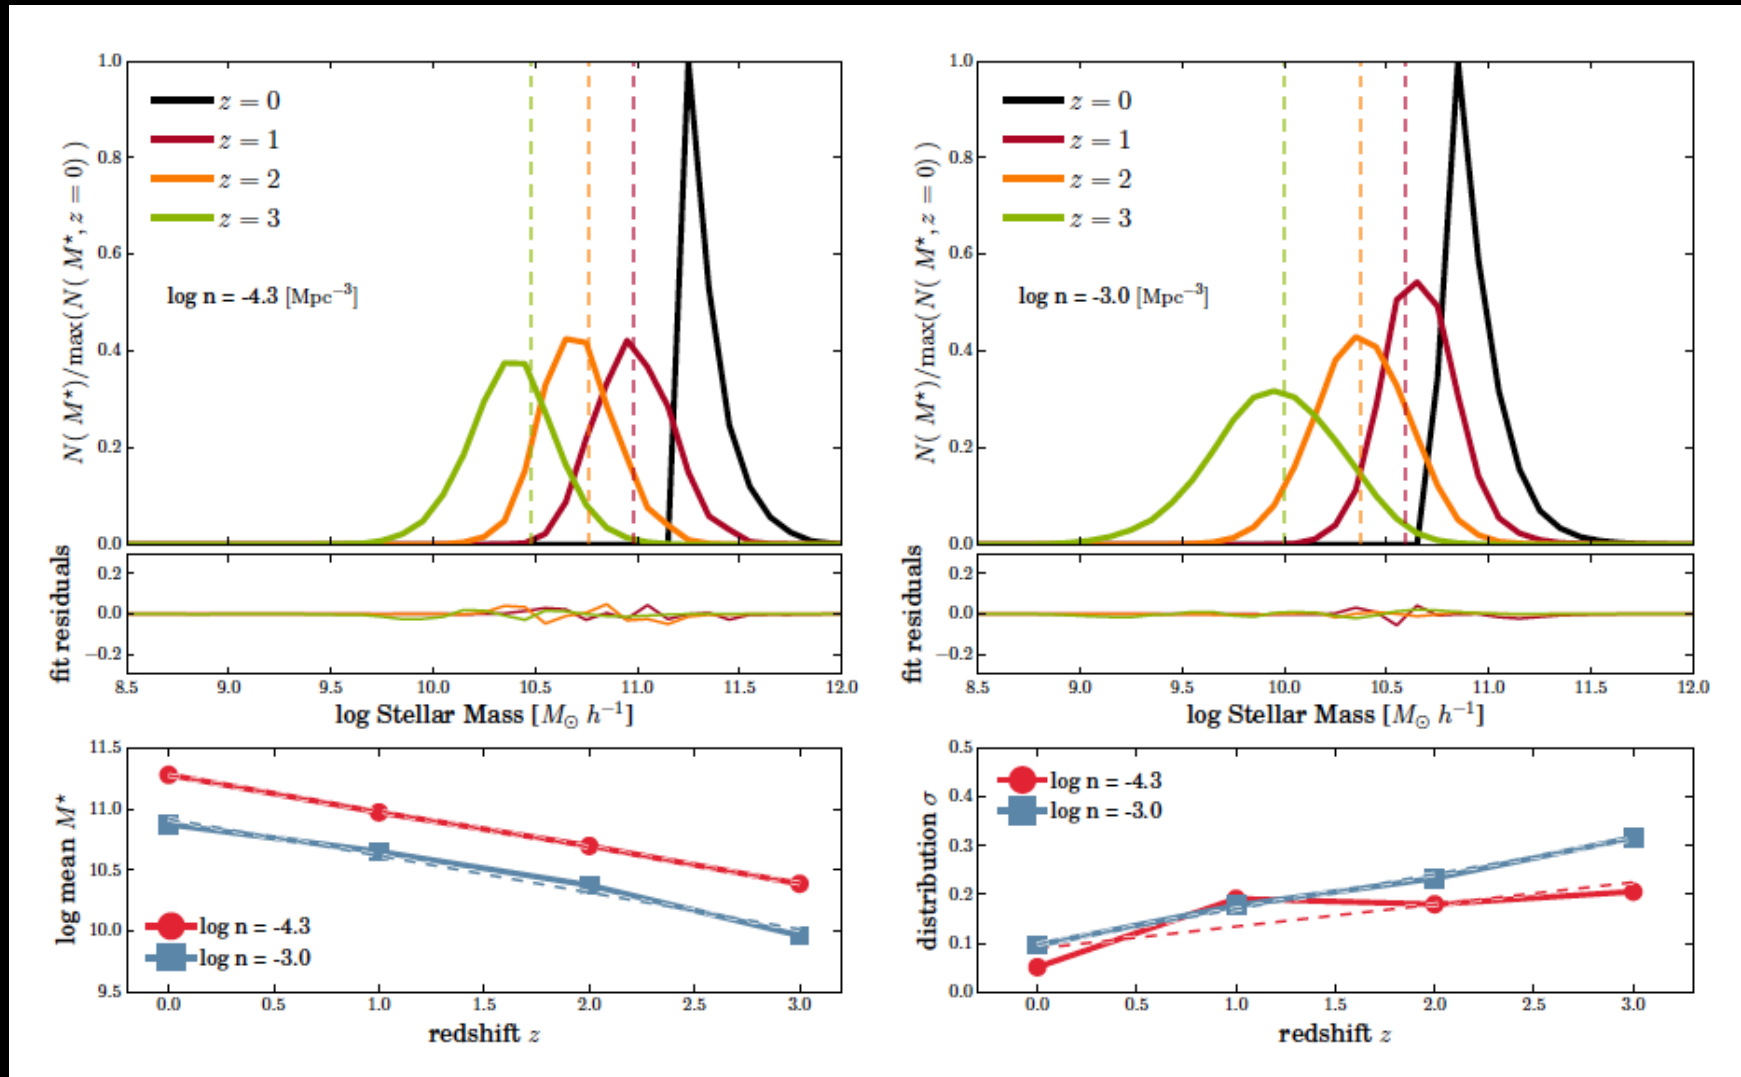 1.0
0.8
0.6
0.4
0.2
0.0
N( M*)/max(N( M*, z = 0) )
z = 0
z = 1
z = 2
z = 3
log n = -4.3 [Mpc⁻³]
0.2
0.0
−0.2
fit residuals
8.5 9.0 9.5 10.0 10.5 11.0 11.5 12.0
log Stellar Mass [M⊙ h⁻¹]
1.0
0.8
0.6
0.4
0.2
0.0
N( M*)/max(N( M*, z = 0) )
z = 0
z = 1
z = 2
z = 3
log n = -3.0 [Mpc⁻³]
0.2
0.0
−0.2
fit residuals
8.5 9.0 9.5 10.0 10.5 11.0 11.5 12.0
log Stellar Mass [M⊙ h⁻¹]
11.5
11.0
10.5
10.0
9.5
log mean M*
log n = -4.3
log n = -3.0
0.0 0.5 1.0 1.5 2.0 2.5 3.0
redshift z
0.5
0.4
0.3
0.2
0.1
0.0
distribution σ
log n = -4.3
log n = -3.0
0.0 0.5 1.0 1.5 2.0 2.5 3.0
redshift z